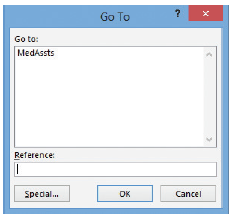 Go To
?
Go to:
MedAssts
Reference:
Special...
OK
Cancel